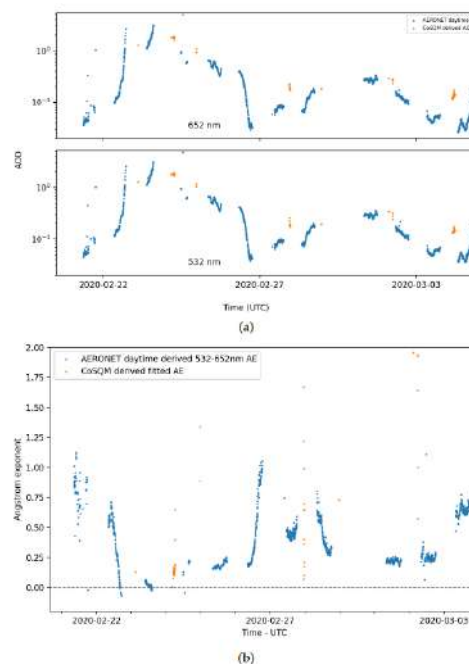 AERONET daytime
CoSQM derived AE
10⁰
10⁻¹
652 nm
AOD
10⁰
10⁻¹
532 nm
2020-02-22
2020-02-27
2020-03-03
Time (UTC)
(a)
2.00
AERONET daytime derived 532-652nm AE
CoSQM derived fitted AE
1.75
1.50
1.25
1.00
0.75
0.50
0.25
0.00
Angstrom exponent
2020-02-22
2020-02-27
2020-03-03
Time - UTC
(b)